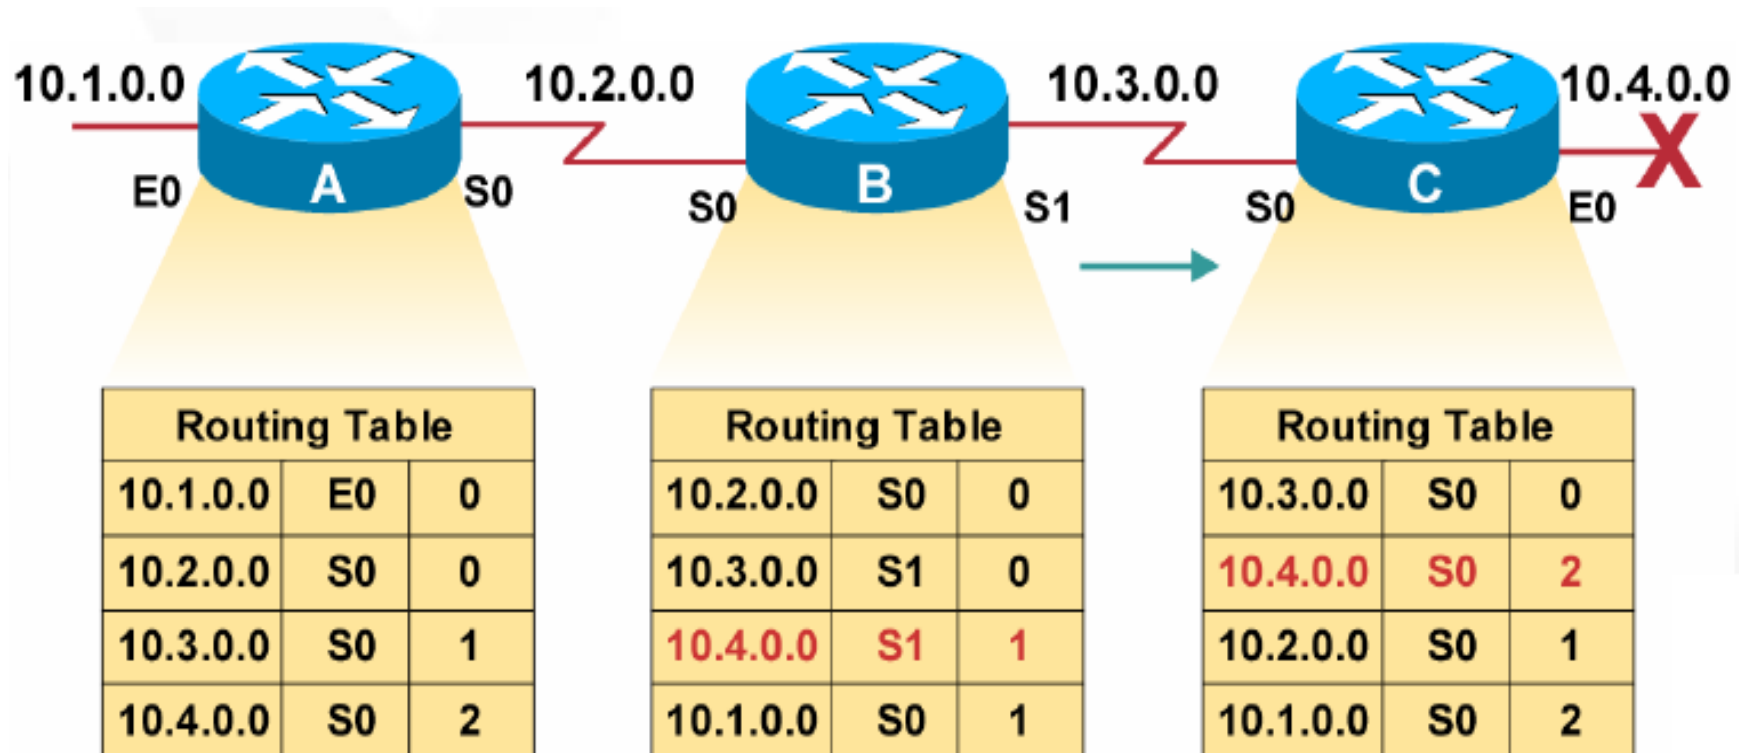 10.1.0.0 10.2.0.0 10.3.0.0 10.4.0.0
A B C
E0 S0 S0 S1 S0 E0
X
Routing Table
10.1.0.0 E0 0
10.2.0.0 S0 0
10.3.0.0 S0 1
10.4.0.0 S0 2
Routing Table
10.2.0.0 S0 0
10.3.0.0 S1 0
10.4.0.0 S1 1
10.1.0.0 S0 1
Routing Table
10.3.0.0 S0 0
10.4.0.0 S0 2
10.2.0.0 S0 1
10.1.0.0 S0 2